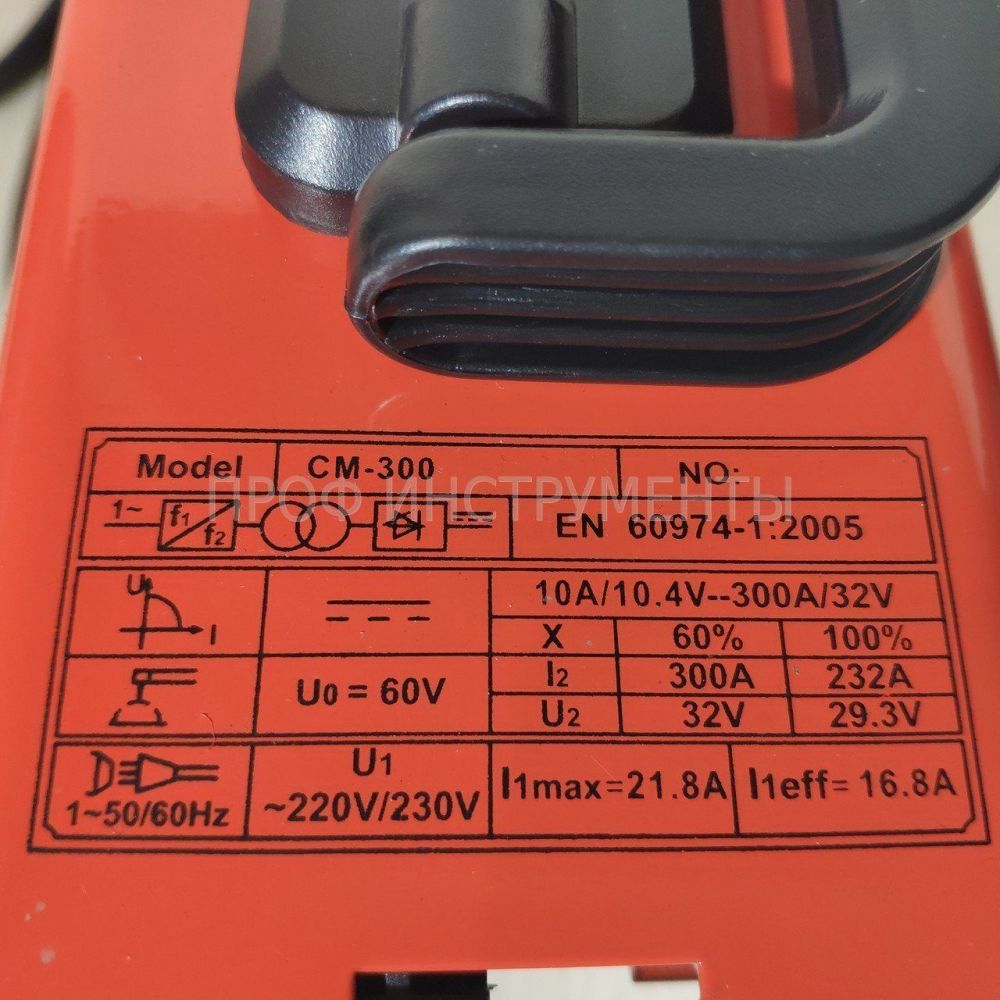 Model CM-300 NO:
ПРОФ ИНСТРУМЕНТЫ
1~ f1 f2 EN 60974-1:2005
U I 10A/10.4V--300A/32V
X 60% 100%
U0 = 60V I2 300A 232A
U2 32V 29.3V
1~50/60Hz U1 ~220V/230V I1max=21.8A I1eff= 16.8A